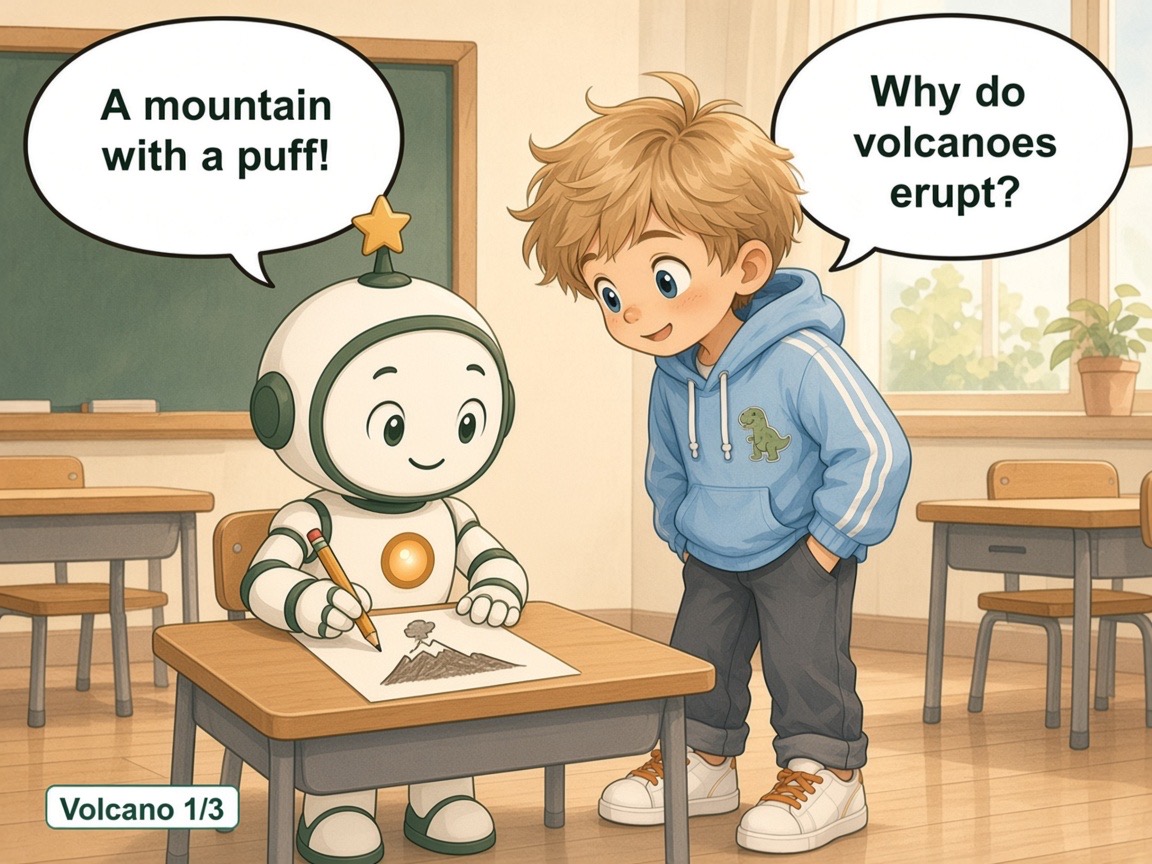 A mountain
with a puff!
Why do
volcanoes
erupt?
Volcano 1/3